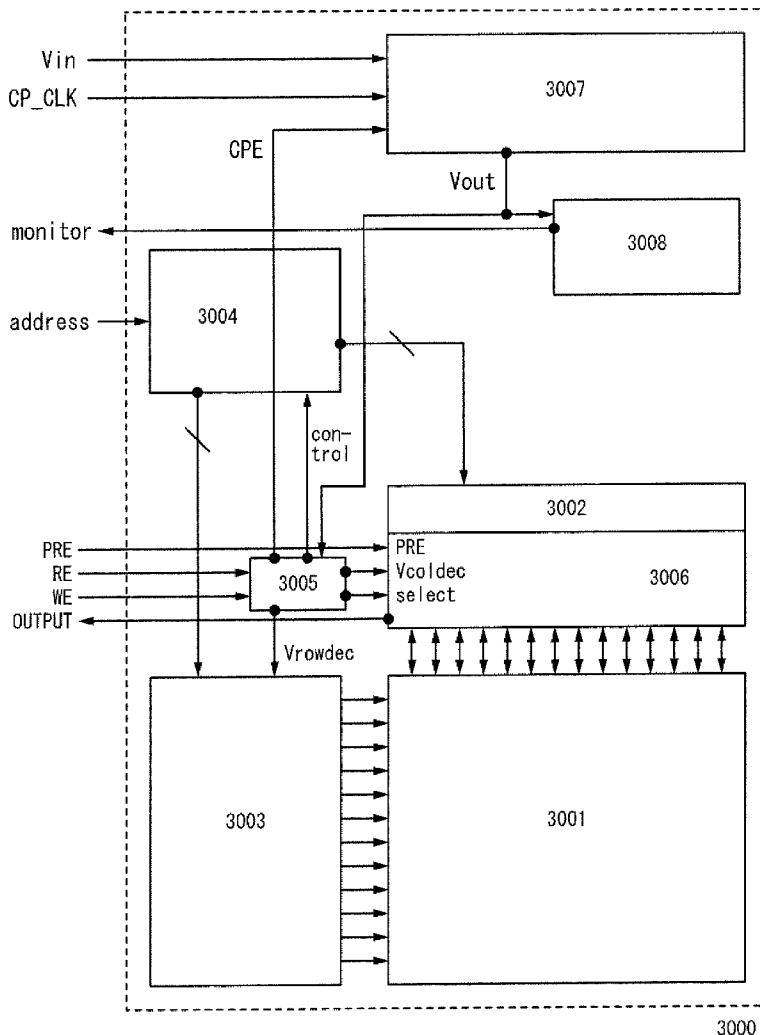 Vin
3007
CP_CLK
CPE
Vout
monitor
3008
address
3004
con-
trol
3002
PRE
PRE
RE
3005
Vcoldec
3006
WE
select
OUTPUT
Vrowdec
3003
3001
3000